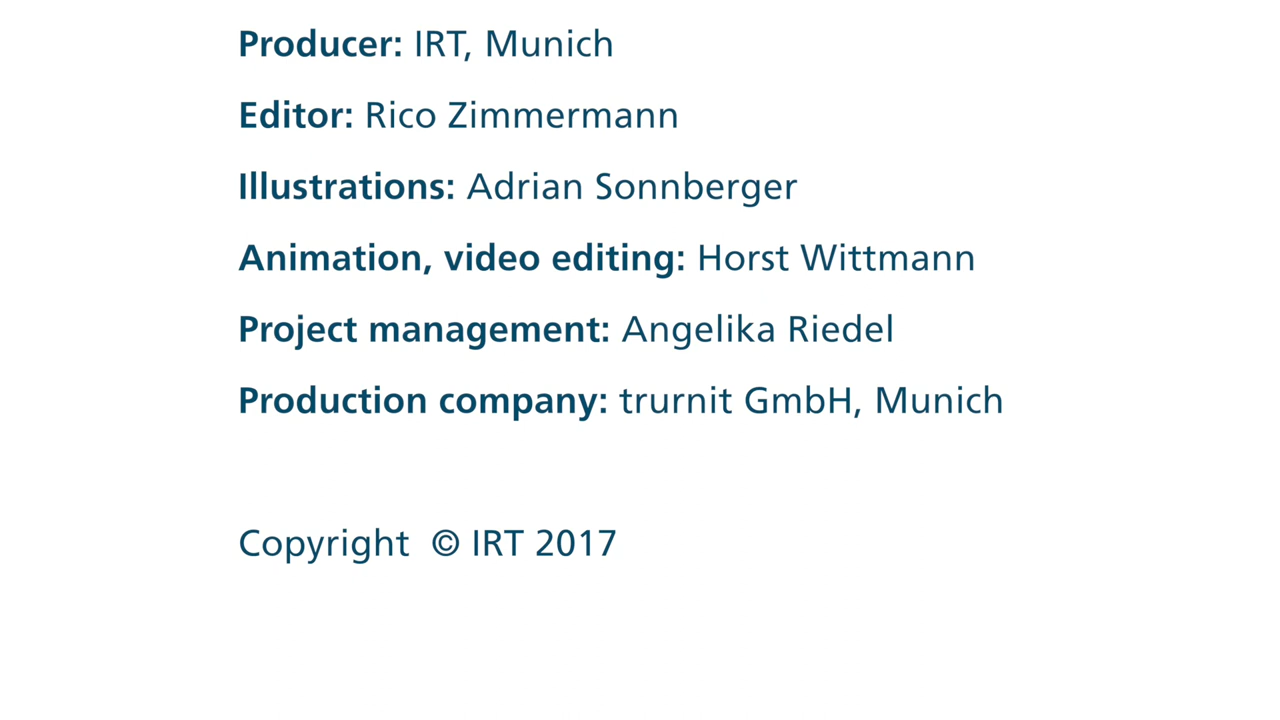 Producer: IRT, Munich
Editor: Rico Zimmermann
Illustrations: Adrian Sonnberger
Animation, video editing: Horst Wittmann
Project management: Angelika Riedel
Production company: trurnit GmbH, Munich
Copyright © IRT 2017